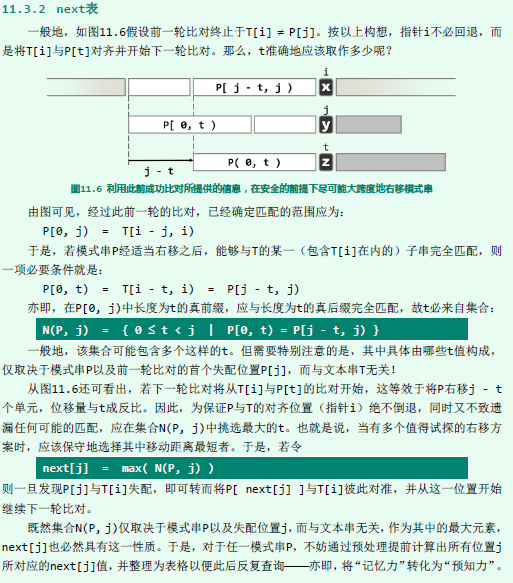 11.3.2 next表
一般地，如图11.6假设前一轮比对终止于T[i] ≠ P[j]。按以上构想，指针i不必回退，而
是将T[i]与P[t]对齐并开始下一轮比对。那么，t准确地应该取作多少呢？
i
P[ j - t, j )
x
j
P[ 0, t )
y
t
j - t
P( 0, t )
z
图11.6 利用此前成功比对所提供的信息，在安全的前提下尽可能大跨度地右移模式串
由图可见，经过此前一轮的比对，已经确定匹配的范围应为：
P[0, j) = T[i - j, i)
于是，若模式串P经适当右移之后，能够与T的某一（包含T[i]在内的）子串完全匹配，则
一项必要条件就是：
P[0, t) = T[i - t, i) = P[j - t, j)
亦即，在P[0, j)中长度为t的真前缀，应与长度为t的真后缀完全匹配，故t必来自集合：
N(P, j) = { 0 ≤ t < j | P[0, t) = P[j - t, j) }
一般地，该集合可能包含多个这样的t。但需要特别注意的是，其中具体由哪些t值构成，
仅取决于模式串P以及前一轮比对的首个失配位置P[j]，而与文本串T无关！
从图11.6还可看出，若下一轮比对将从T[i]与P[t]的比对开始，这等效于将P右移j - t
个单元，位移量与t成反比。因此，为保证P与T的对齐位置（指针i）绝不倒退，同时又不致遗
漏任何可能的匹配，应在集合N(P, j)中挑选最大的t。也就是说，当有多个值得试探的右移方
案时，应该保守地选择其中移动距离最短者。于是，若令
next[j] = max( N(P, j) )
则一旦发现P[j]与T[i]失配，即可转而将P[ next[j] ]与T[i]彼此对准，并从这一位置开始
继续下一轮比对。
既然集合N(P, j)仅取决于模式串P以及失配位置j，而与文本串无关，作为其中的最大元素，
next[j]也必然具有这一性质。于是，对于任一模式串P，不妨通过预处理提前计算出所有位置j
所对应的next[j]值，并整理为表格以便此后反复查询——亦即，将“记忆力”转化为“预知力”。